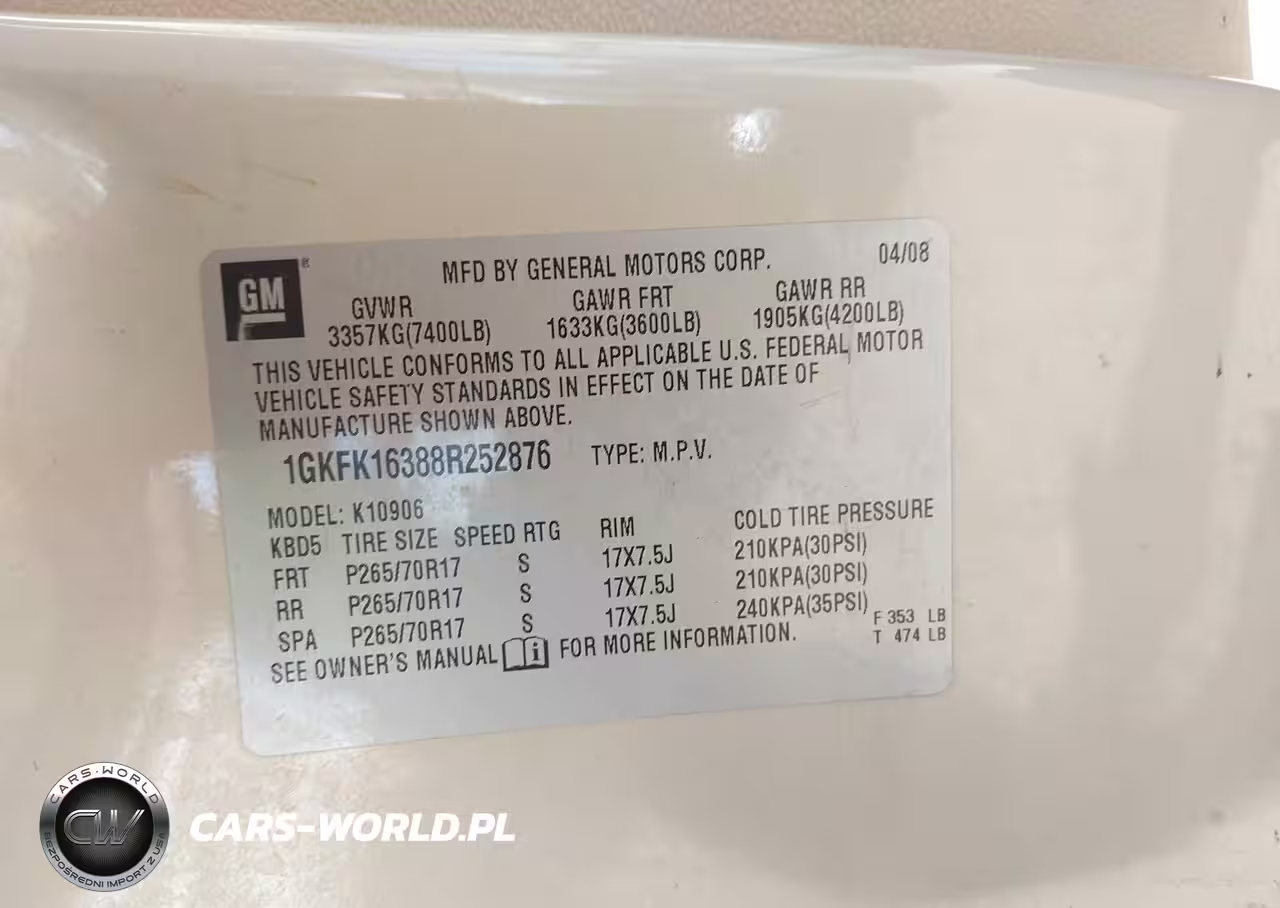 GM®
MFD BY GENERAL MOTORS CORP. 04/08
GVWR GAWR FRT GAWR RR
3357KG(7400LB) 1633KG(3600LB) 1905KG(4200LB)
THIS VEHICLE CONFORMS TO ALL APPLICABLE U.S. FEDERAL MOTOR
VEHICLE SAFETY STANDARDS IN EFFECT ON THE DATE OF
MANUFACTURE SHOWN ABOVE.
1GKFK16388R252876 TYPE: M.P.V.
MODEL: K10906
KBD5 TIRE SIZE SPEED RTG RIM COLD TIRE PRESSURE
FRT P265/70R17 S 17X7.5J 210KPA(30PSI)
RR P265/70R17 S 17X7.5J 210KPA(30PSI)
SPA P265/70R17 S 17X7.5J 240KPA(35PSI)
F 353 LB
T 474 LB
SEE OWNER'S MANUAL i FOR MORE INFORMATION.
CARS-WORLD
CW
BEZPOŚREDNI IMPORT Z USA
CARS-WORLD.PL